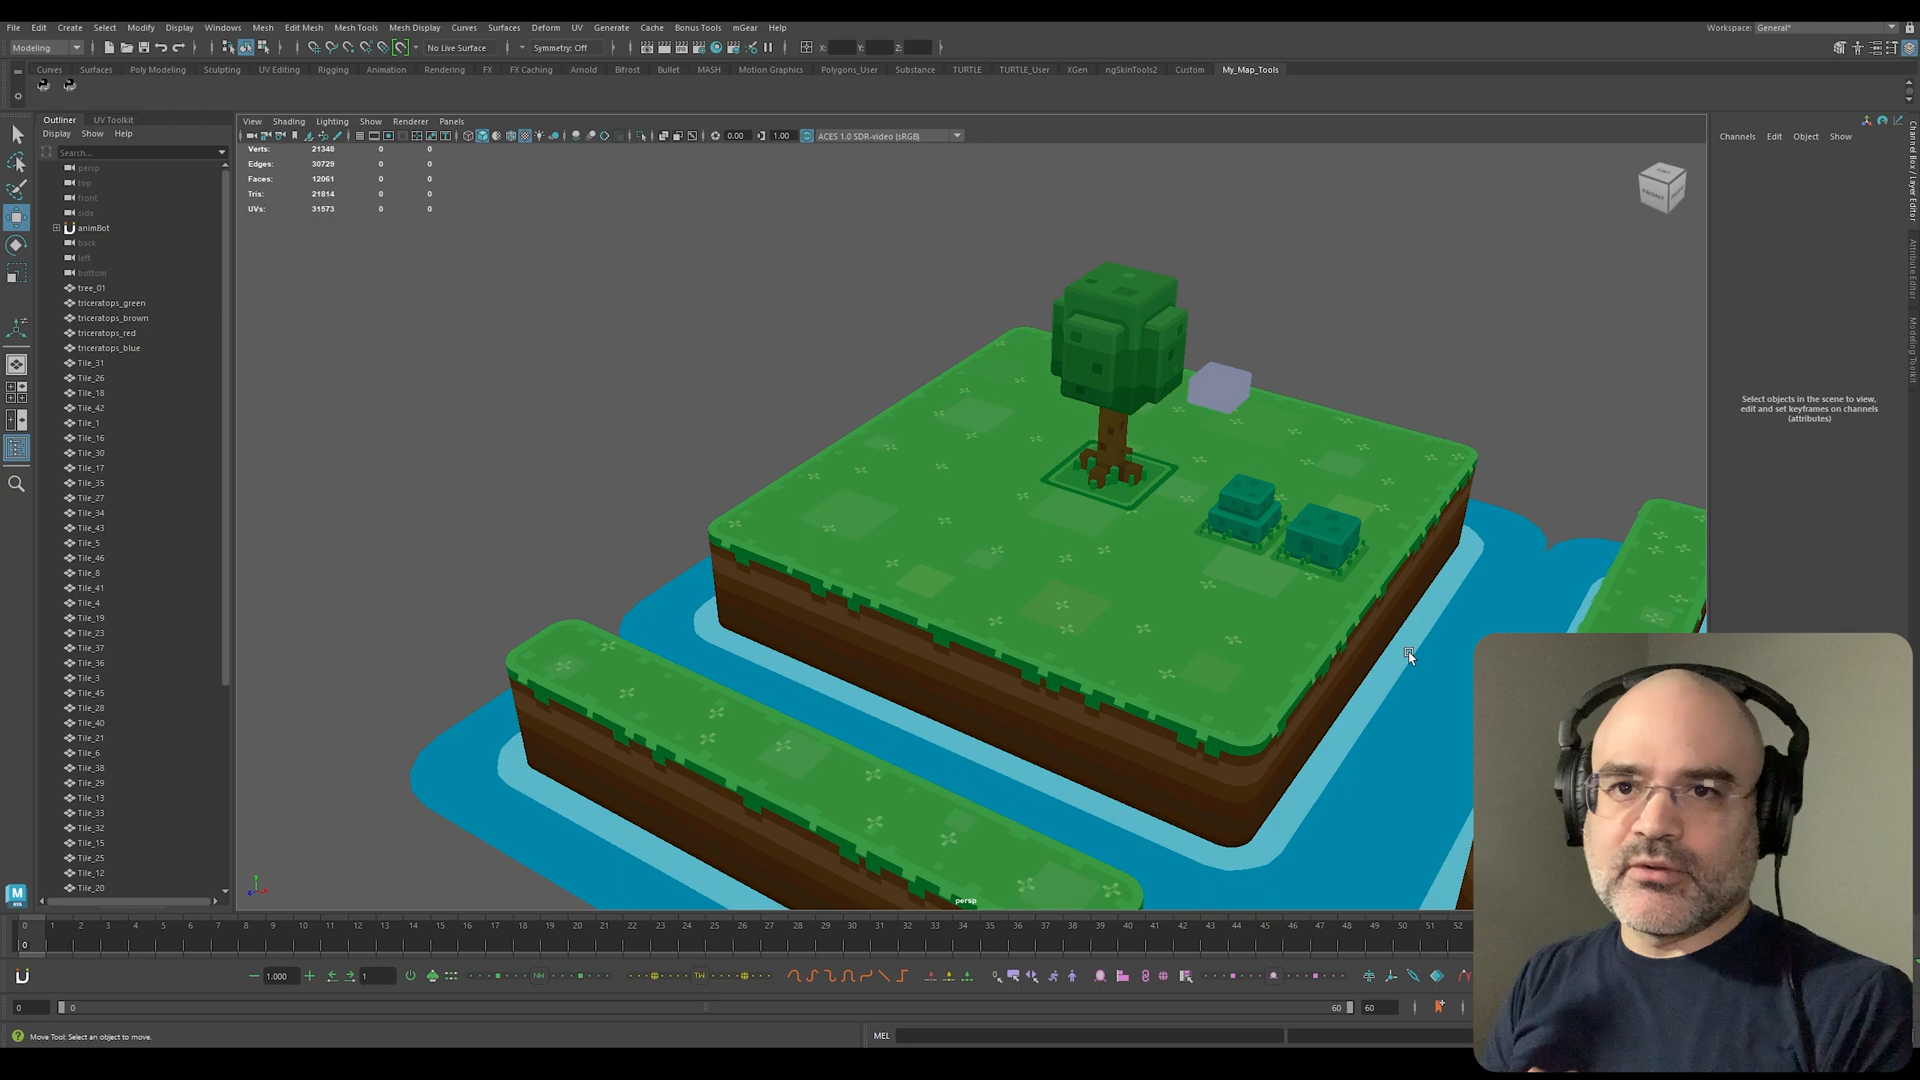 File Edit Create Select Modify Display Windows Mesh Edit Mesh Mesh Tools Mesh Display Curves Surfaces Deform UV Generate Cache Bonus Tools mGear Help Workspace: General*
Modeling No Live Surface Symmetry: Off X: Y: Z:
Curves Surfaces Poly Modeling Sculpting UV Editing Rigging Animation Rendering FX FX Caching Arnold Bifrost Bullet MASH Motion Graphics Polygons_User Substance TURTLE TURTLE_User XGen ngSkinTools2 Custom My_Map_Tools
Outliner UV Toolkit
Display Show Help
Search...
persp
top
front
side
animBot
back
left
bottom
tree_01
triceratops_green
triceratops_brown
triceratops_red
triceratops_blue
Tile_31
Tile_26
Tile_18
Tile_42
Tile_1
Tile_16
Tile_30
Tile_17
Tile_35
Tile_27
Tile_34
Tile_43
Tile_5
Tile_46
Tile_8
Tile_41
Tile_4
Tile_19
Tile_23
Tile_37
Tile_36
Tile_3
Tile_45
Tile_28
Tile_40
Tile_21
Tile_6
Tile_38
Tile_29
Tile_13
Tile_33
Tile_32
Tile_15
Tile_25
Tile_12
Tile_20
View Shading Lighting Show Renderer Panels
0.00 1.00 ACES 1.0 SDR-video (sRGB)
Verts: 21348 0 0
Edges: 30729 0 0
Faces: 12061 0 0
Tris: 21814 0 0
UVs: 31573 0 0
FRONT
persp
Channels Edit Object Show
Select objects in the scene to view,
edit and set keyframes on channels
(attributes)
Channel Box / Layer Editor
Attribute Editor
Modeling Toolkit
0 1 2 3 4 5 6 7 8 9 10 11 12 13 14 15 16 17 18 19 20 21 22 23 24 25 26 27 28 29 30 31 32 33 34 35 36 37 38 39 40 41 42 43 44 45 46 47 48 49 50 51 52
0
1.000 1 NW TW
0 0 60 60
Move Tool: Select an object to move. MEL